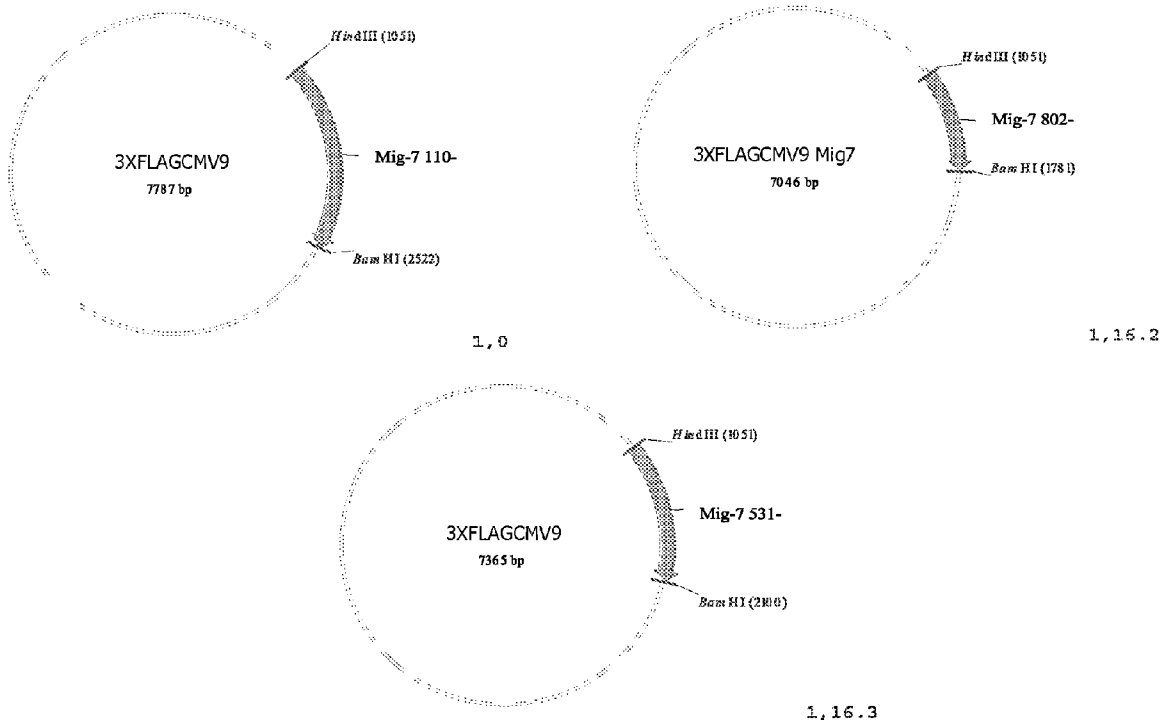 HindIII (1051)
3XFLAGCMV9
7787 bp
Mig-7 110-
BamHI (2522)
1,0
HindIII (1051)
Mig-7 802-
3XFLAGCMV9 Mig7
7046 bp
BamHI (1781)
1,16.2
HindIII (1051)
Mig-7 531-
3XFLAGCMV9
7365 bp
BamHI (2100)
1,16.3